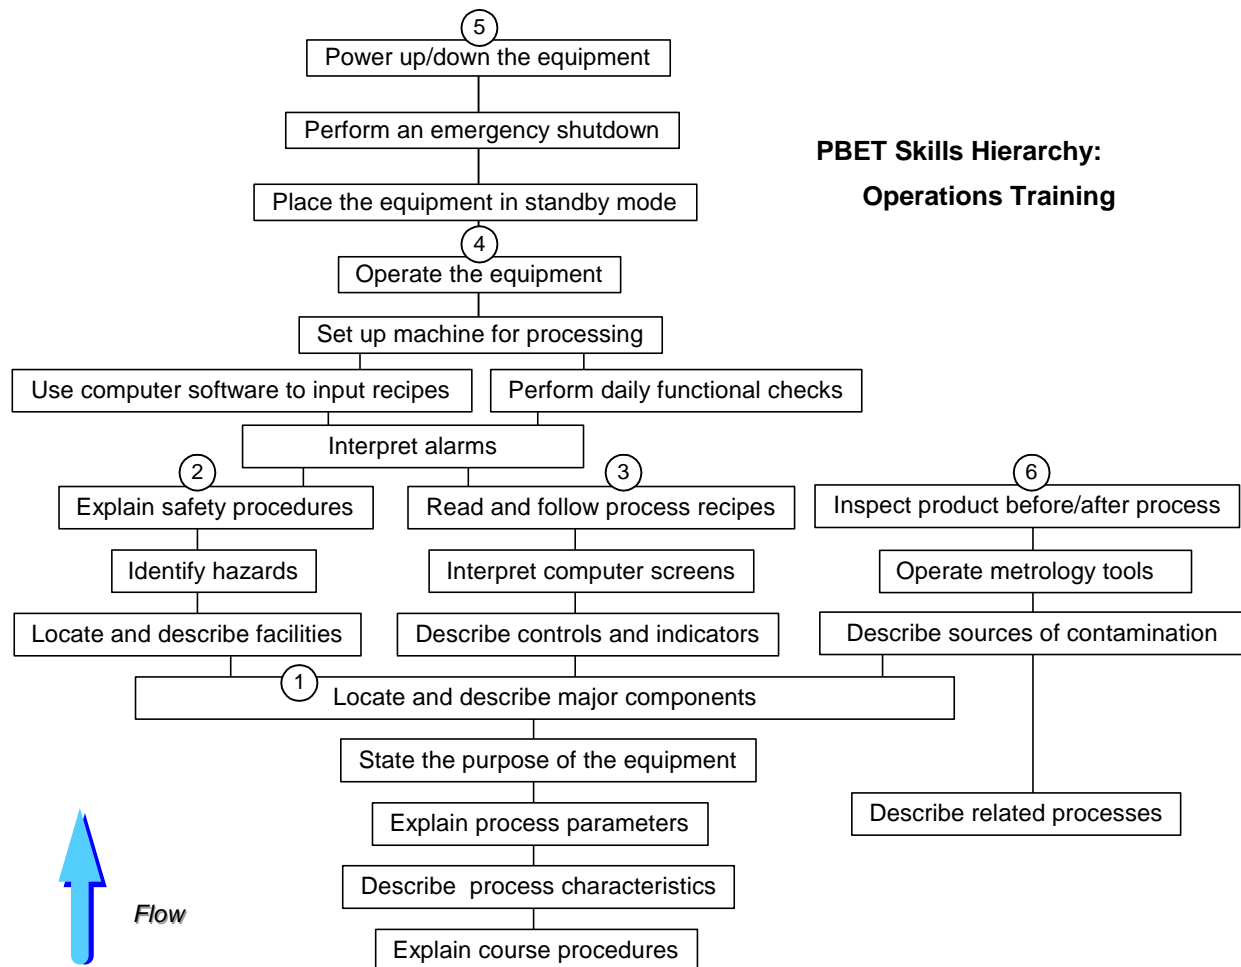 5
Power up/down the equipment
Perform an emergency shutdown
PBET Skills Hierarchy:
Operations Training
Place the equipment in standby mode
4
Operate the equipment
Set up machine for processing
Use computer software to input recipes
Perform daily functional checks
Interpret alarms
2
3
6
Explain safety procedures
Read and follow process recipes
Inspect product before/after process
Identify hazards
Interpret computer screens
Operate metrology tools
Locate and describe facilities
Describe controls and indicators
Describe sources of contamination
1
Locate and describe major components
State the purpose of the equipment
Describe related processes
Explain process parameters
Describe process characteristics
Flow
Explain course procedures